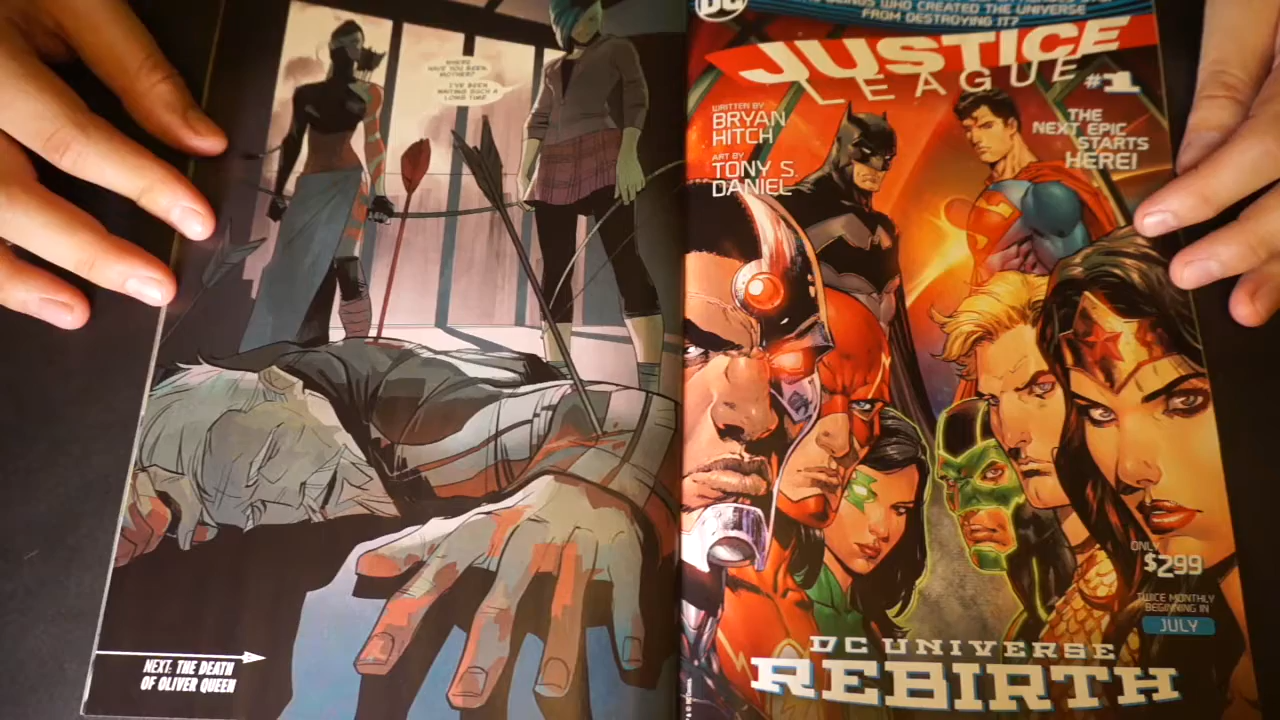 WHERE
HAVE YOU BEEN,
MOTHER?
I'VE BEEN
WAITING SUCH A
LONG TIME.
NEXT: THE DEATH
OF OLIVER QUEEN
DC
BEINGS WHO CREATED THE UNIVERSE
FROM DESTROYING IT?
JUSTICE
LEAGUE #1
WRITTEN BY
BRYAN
HITCH
ART BY
TONY S.
DANIEL
THE
NEXT EPIC
STARTS
HERE!
ONLY
$2.99
TWICE MONTHLY
BEGINNING IN
JULY
DC UNIVERSE
REBIRTH